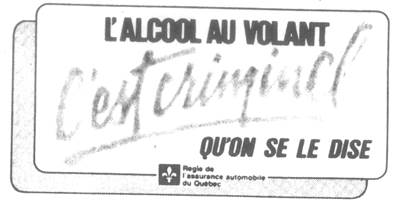 L'ALCOOL AU VOLANT
c'est criminel
QU'ON SE LE DISE
Régie de
l'assurance automobile
du Québec